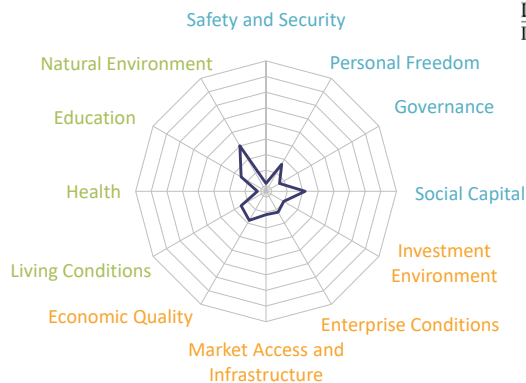 Safety and Security
Natural Environment
Personal Freedom
Education
Governance
Health
Social Capital
Investment
Environment
Living Conditions
Economic Quality
Enterprise Conditions
Market Access and
Infrastructure